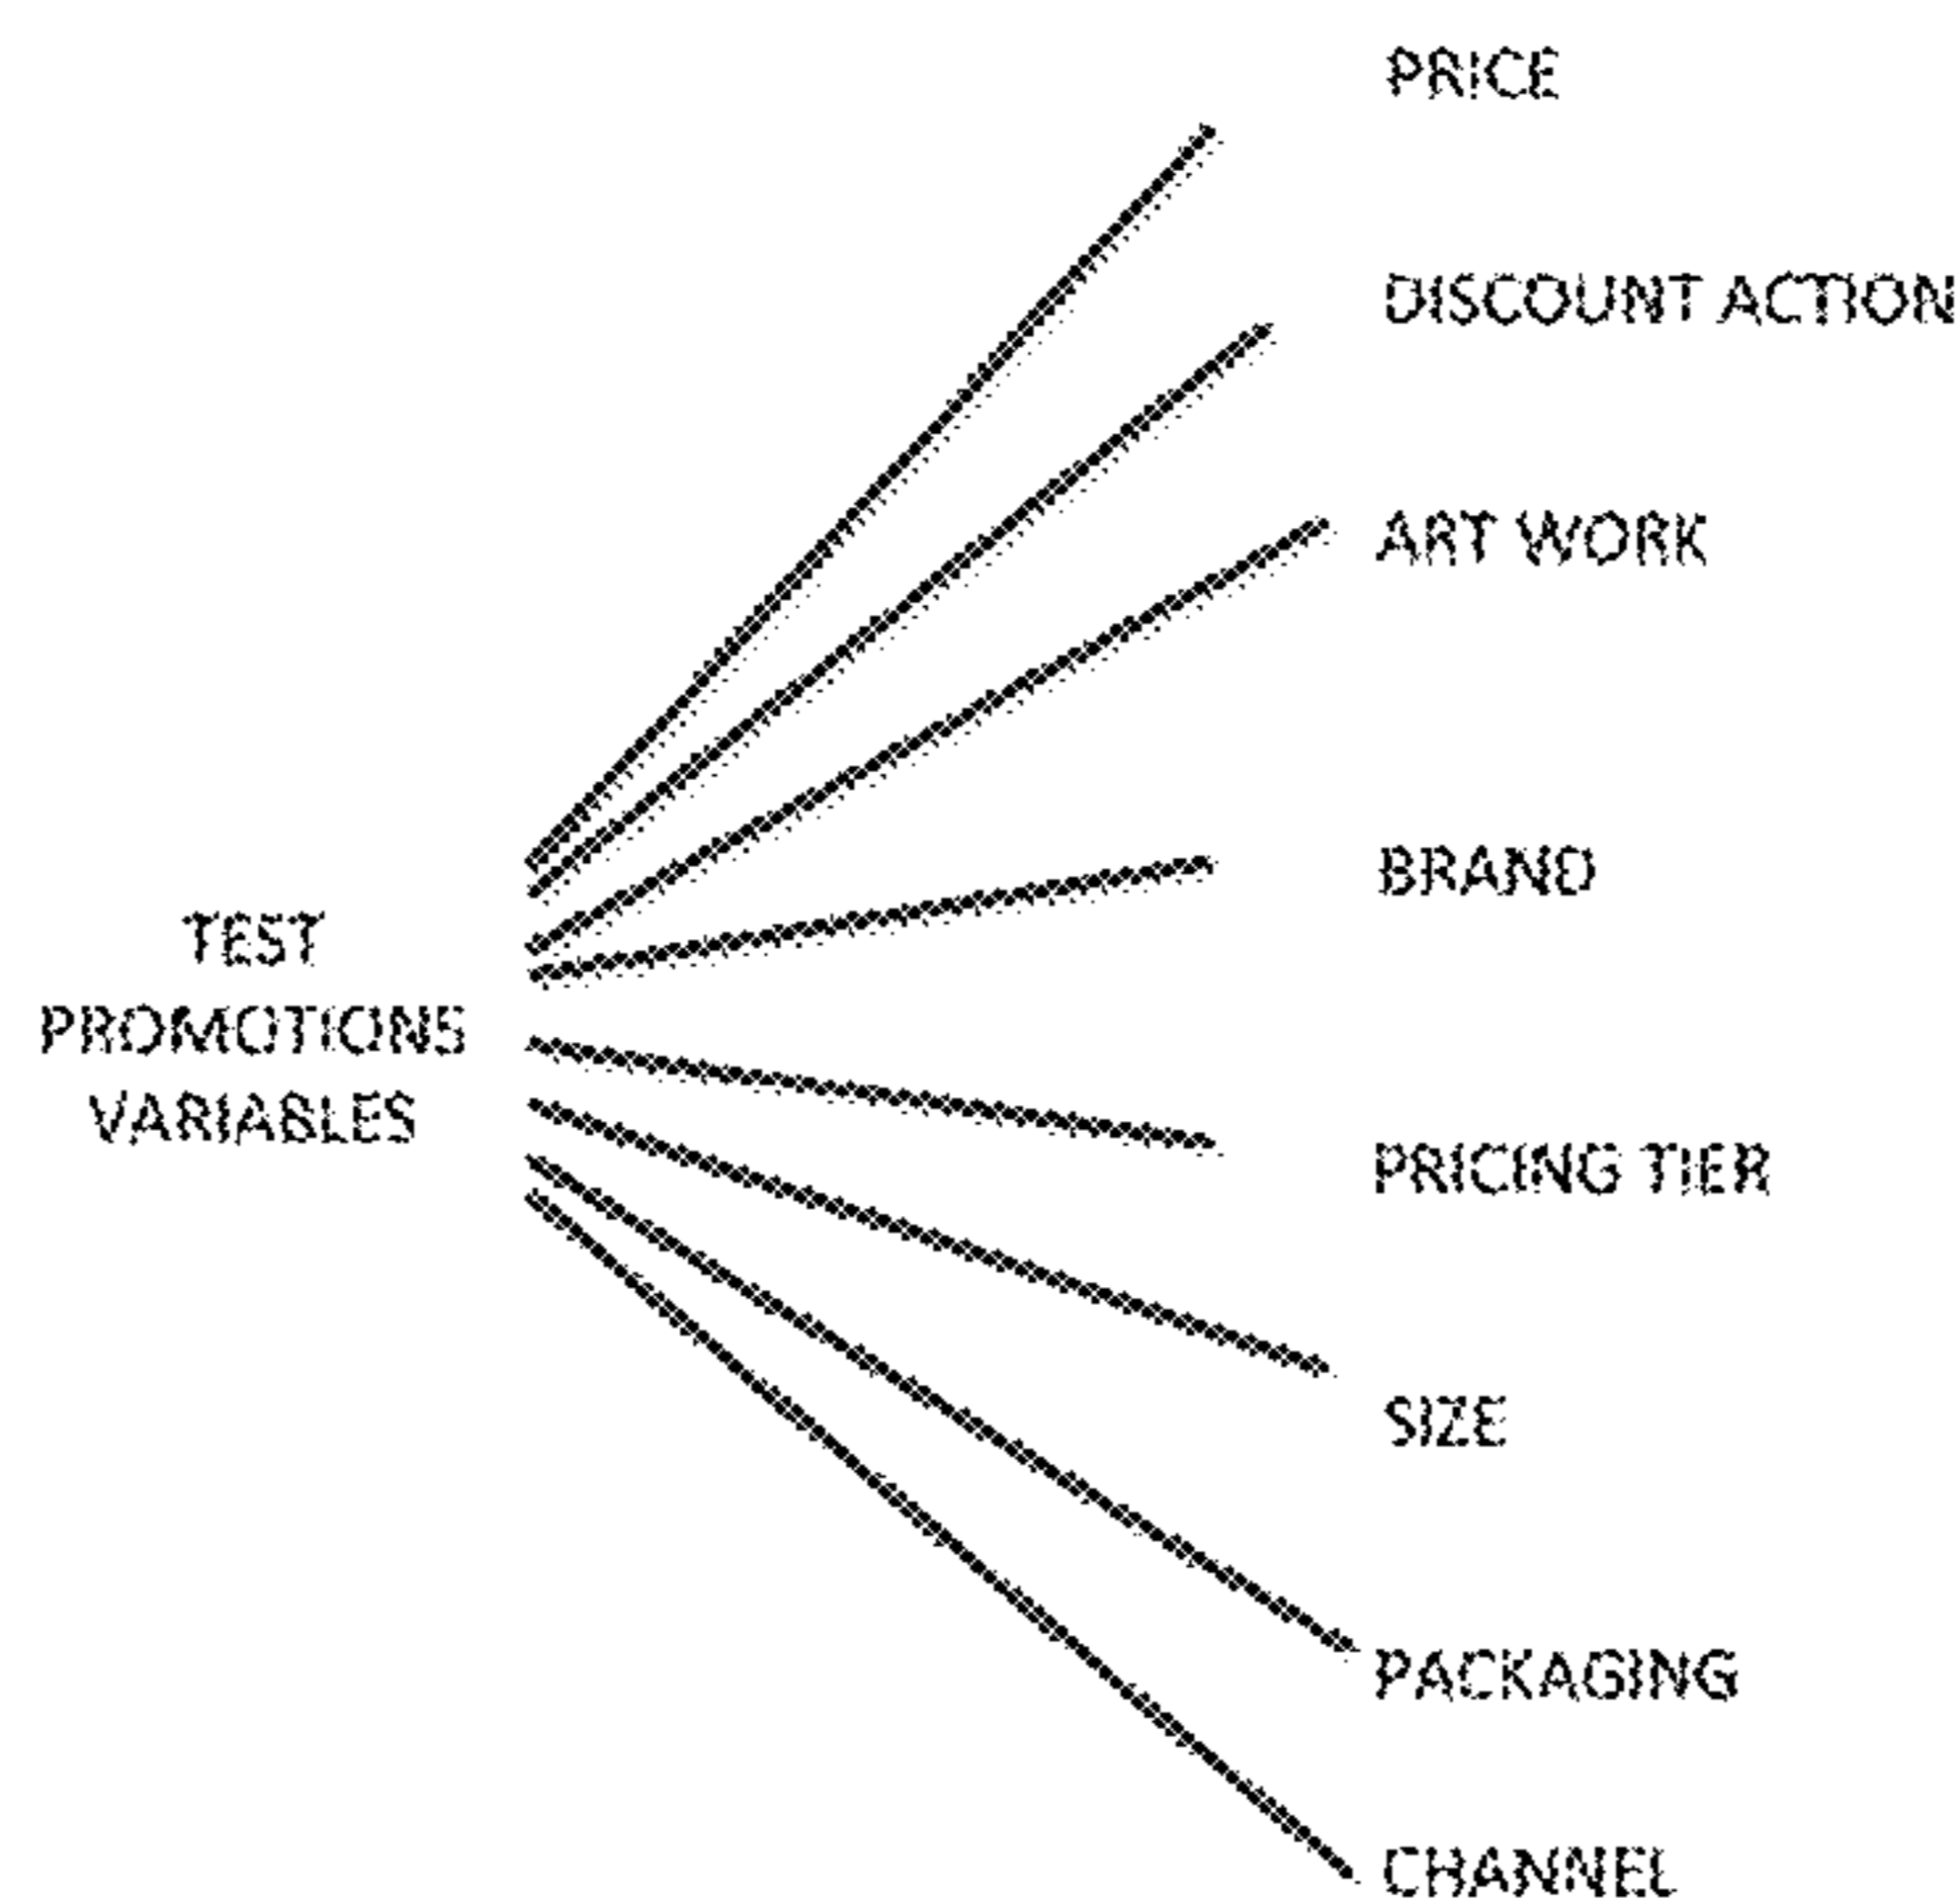 PRICE
DISCOUNT ACTION
ART WORK
BRAND
TEST
PROMOTIONS
VARIABLES
PRICING TIER
SIZE
PACKAGING
CHANNEL